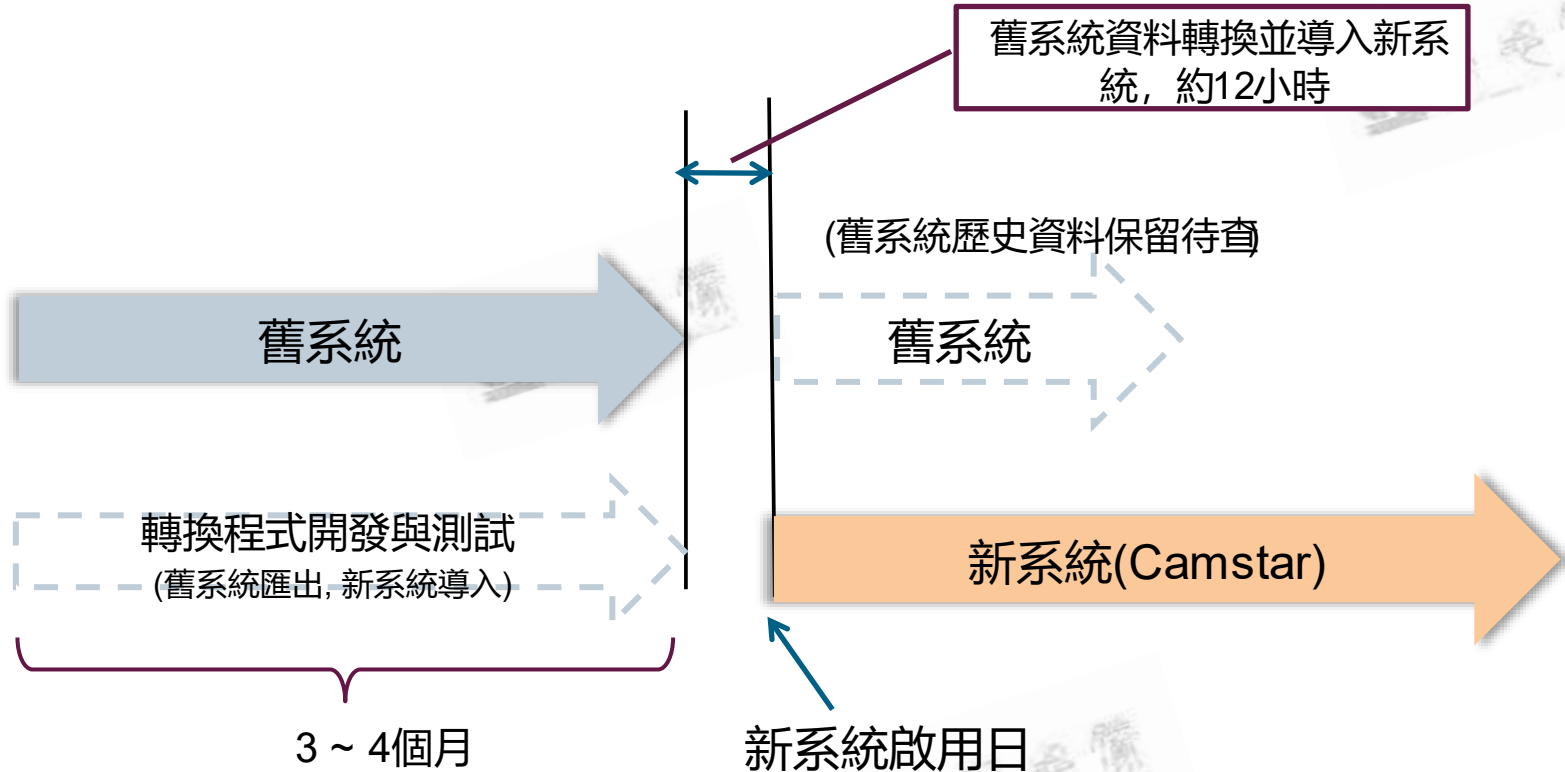 舊系統資料轉換並導入新系
統，約12小時
(舊系統歷史資料保留待查)
舊系統
舊系統
轉換程式開發與測試
(舊系統匯出, 新系統導入)
新系統(Camstar)
3 ~ 4個月
新系統啟用日